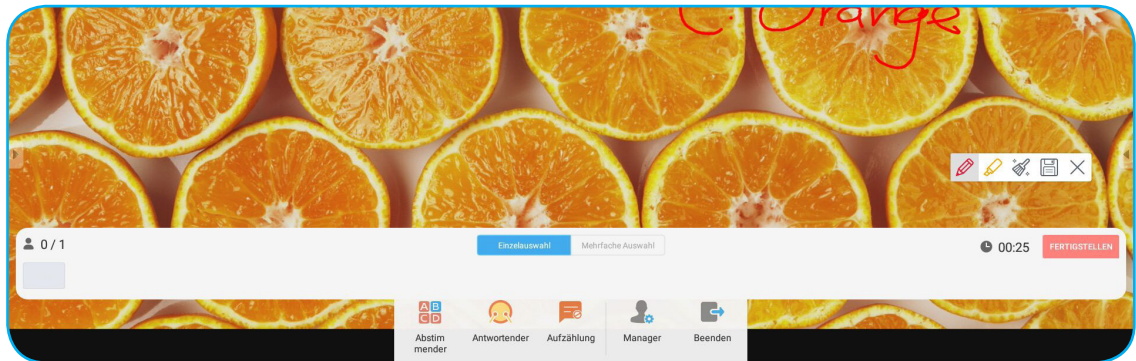 Orange
0 / 1
Einzelauswahl
Mehrfache Auswahl
00:25
FERTIGSTELLEN
A B
C D
Abstim
mender
Antwortender
Aufzählung
Manager
Beenden